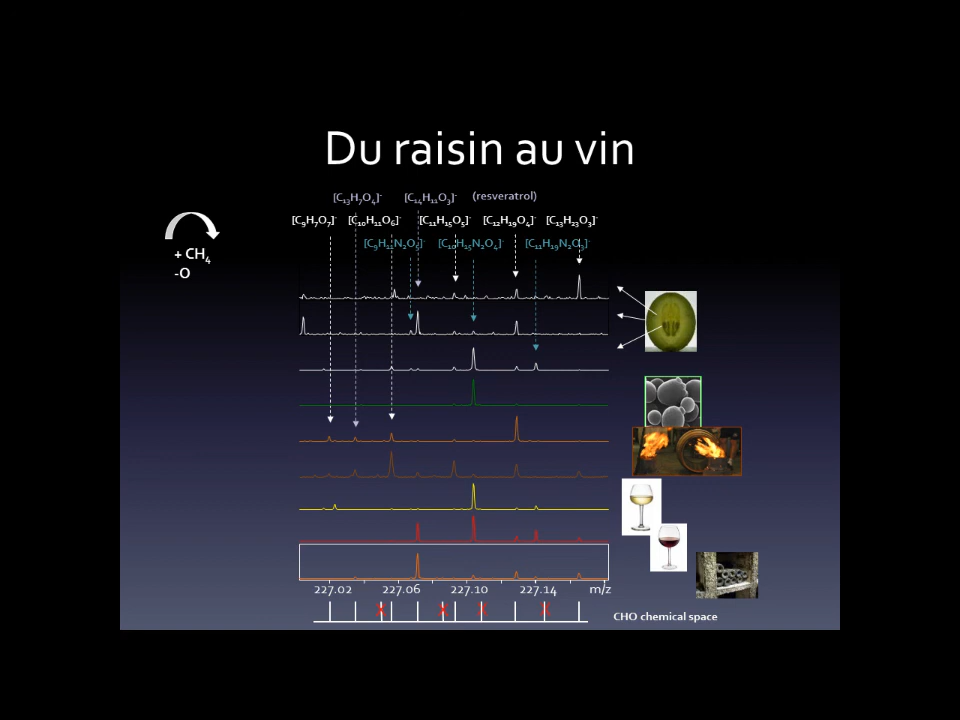 Du raisin au vin
[C₁₃H₇O₄]⁻ [C₁₄H₁₁O₃]⁻ (resveratrol)
[C₉H₇O₇]⁻ [C₁₀H₁₁O₆]⁻ [C₁₁H₁₅O₅]⁻ [C₁₂H₁₉O₄]⁻ [C₁₃H₂₃O₃]⁻
[C₉H₁₁N₂O₅]⁻ [C₁₀H₁₅N₂O₄]⁻ [C₁₁H₁₉N₂O₃]⁻
+ CH₄
-O
227.02 227.06 227.10 227.14 m/z
X X X X
CHO chemical space